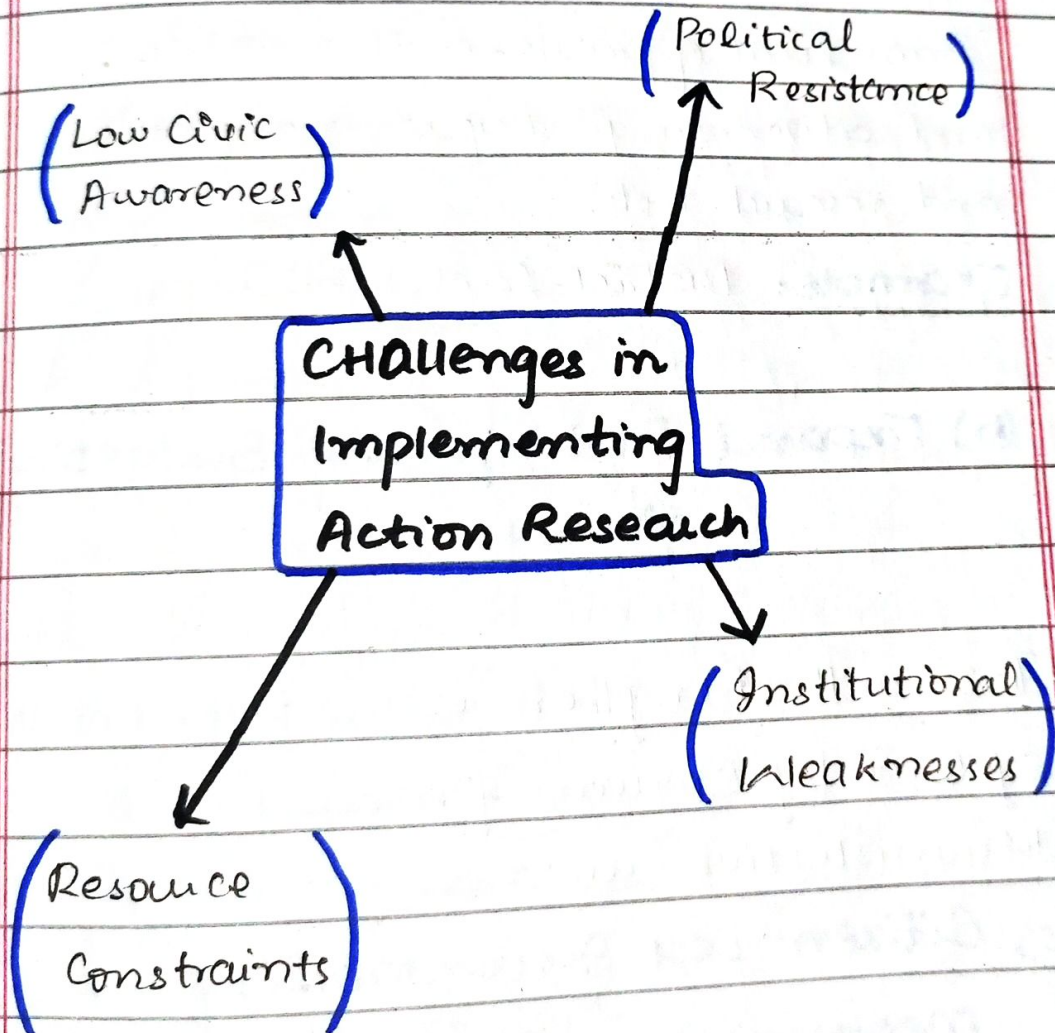 Political
Resistance
Low Civic
Awareness
CHallenges in
Implementing
Action Research
Institutional
Weaknesses
Resource
Constraints